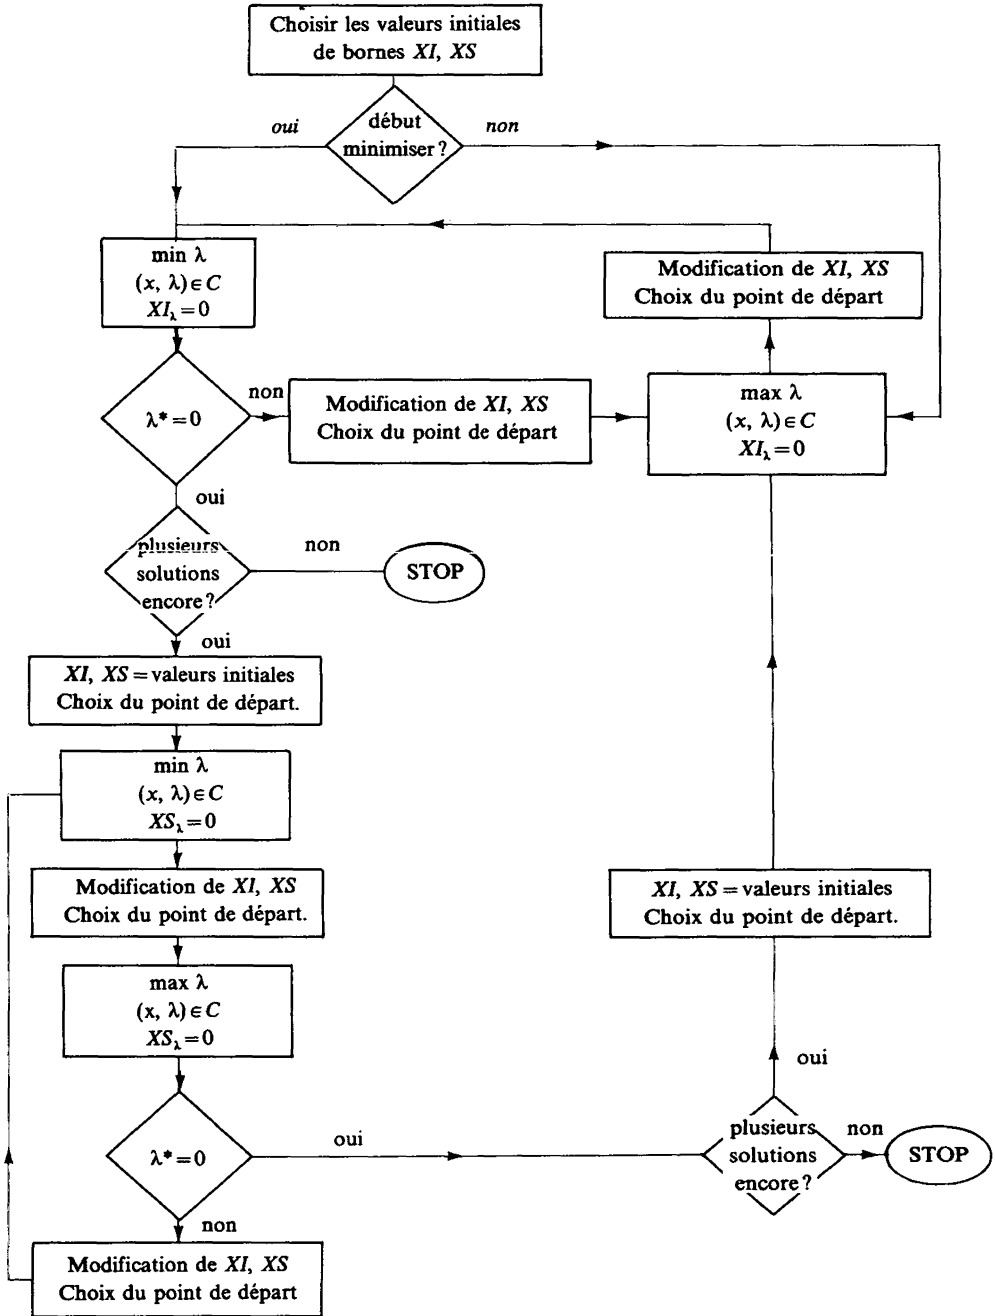 Choisir les valeurs initiales
de bornes XI, XS
oui
début
minimiser ?
non
min λ
(x, λ)∈C
XI_λ=0
Modification de XI, XS
Choix du point de départ
λ*=0
non
Modification de XI, XS
Choix du point de départ
max λ
(x, λ)∈C
XI_λ=0
oui
plusieurs
solutions
encore ?
non
STOP
oui
XI, XS = valeurs initiales
Choix du point de départ.
min λ
(x, λ)∈C
XS_λ=0
Modification de XI, XS
Choix du point de départ.
XI, XS = valeurs initiales
Choix du point de départ.
max λ
(x, λ)∈C
XS_λ=0
oui
λ*=0
oui
plusieurs
solutions
encore ?
non
STOP
non
Modification de XI, XS
Choix du point de départ